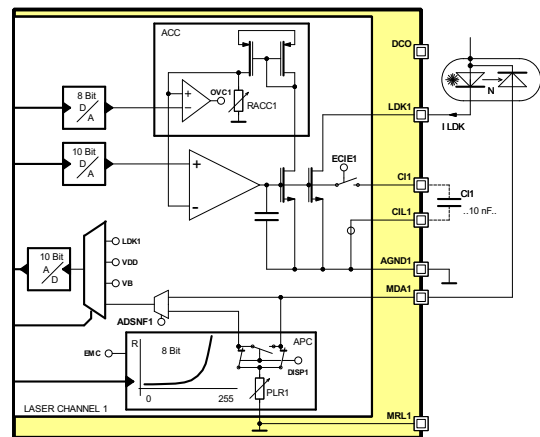 ACC
DCO
8 Bit
D
A
+
−
OVC1
RACC1
N
LDK1
I LDK
10 Bit
D
A
+
−
ECIE1
CI1
CI1
..10 nF..
CIL1
10 Bit
A
D
LDK1
VDD
VB
AGND1
MDA1
ADSNF1
APC
EMC
R
8 Bit
DISP1
PLR1
0
255
LASER CHANNEL 1
MRL1